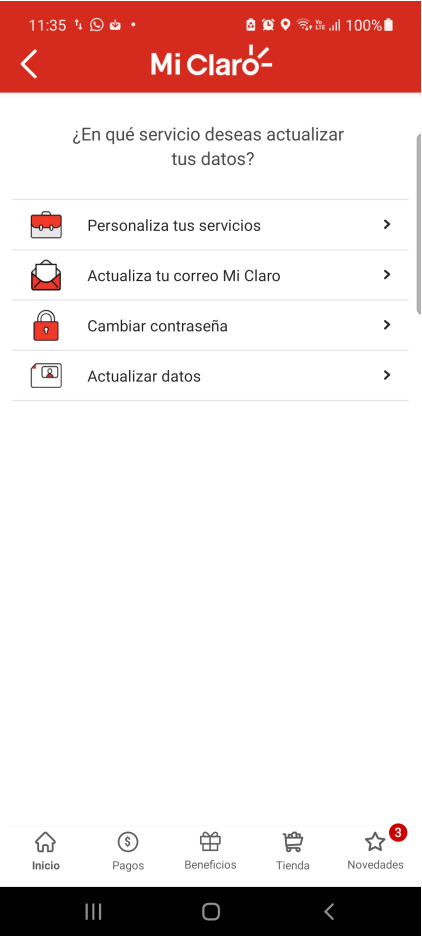 11:35
100%
Mi Claro
¿En qué servicio deseas actualizar
tus datos?
Personaliza tus servicios
Actualiza tu correo Mi Claro
Cambiar contraseña
Actualizar datos
3
Inicio
Pagos
Beneficios
Tienda
Novedades